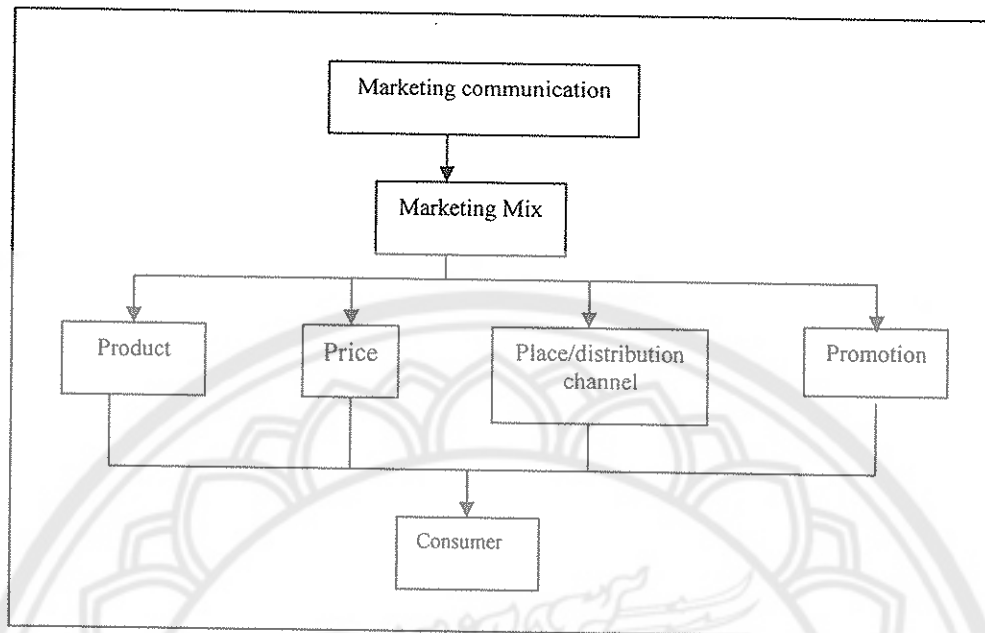 Marketing communication
Marketing Mix
Product
Price
Place/distribution
channel
Promotion
Consumer